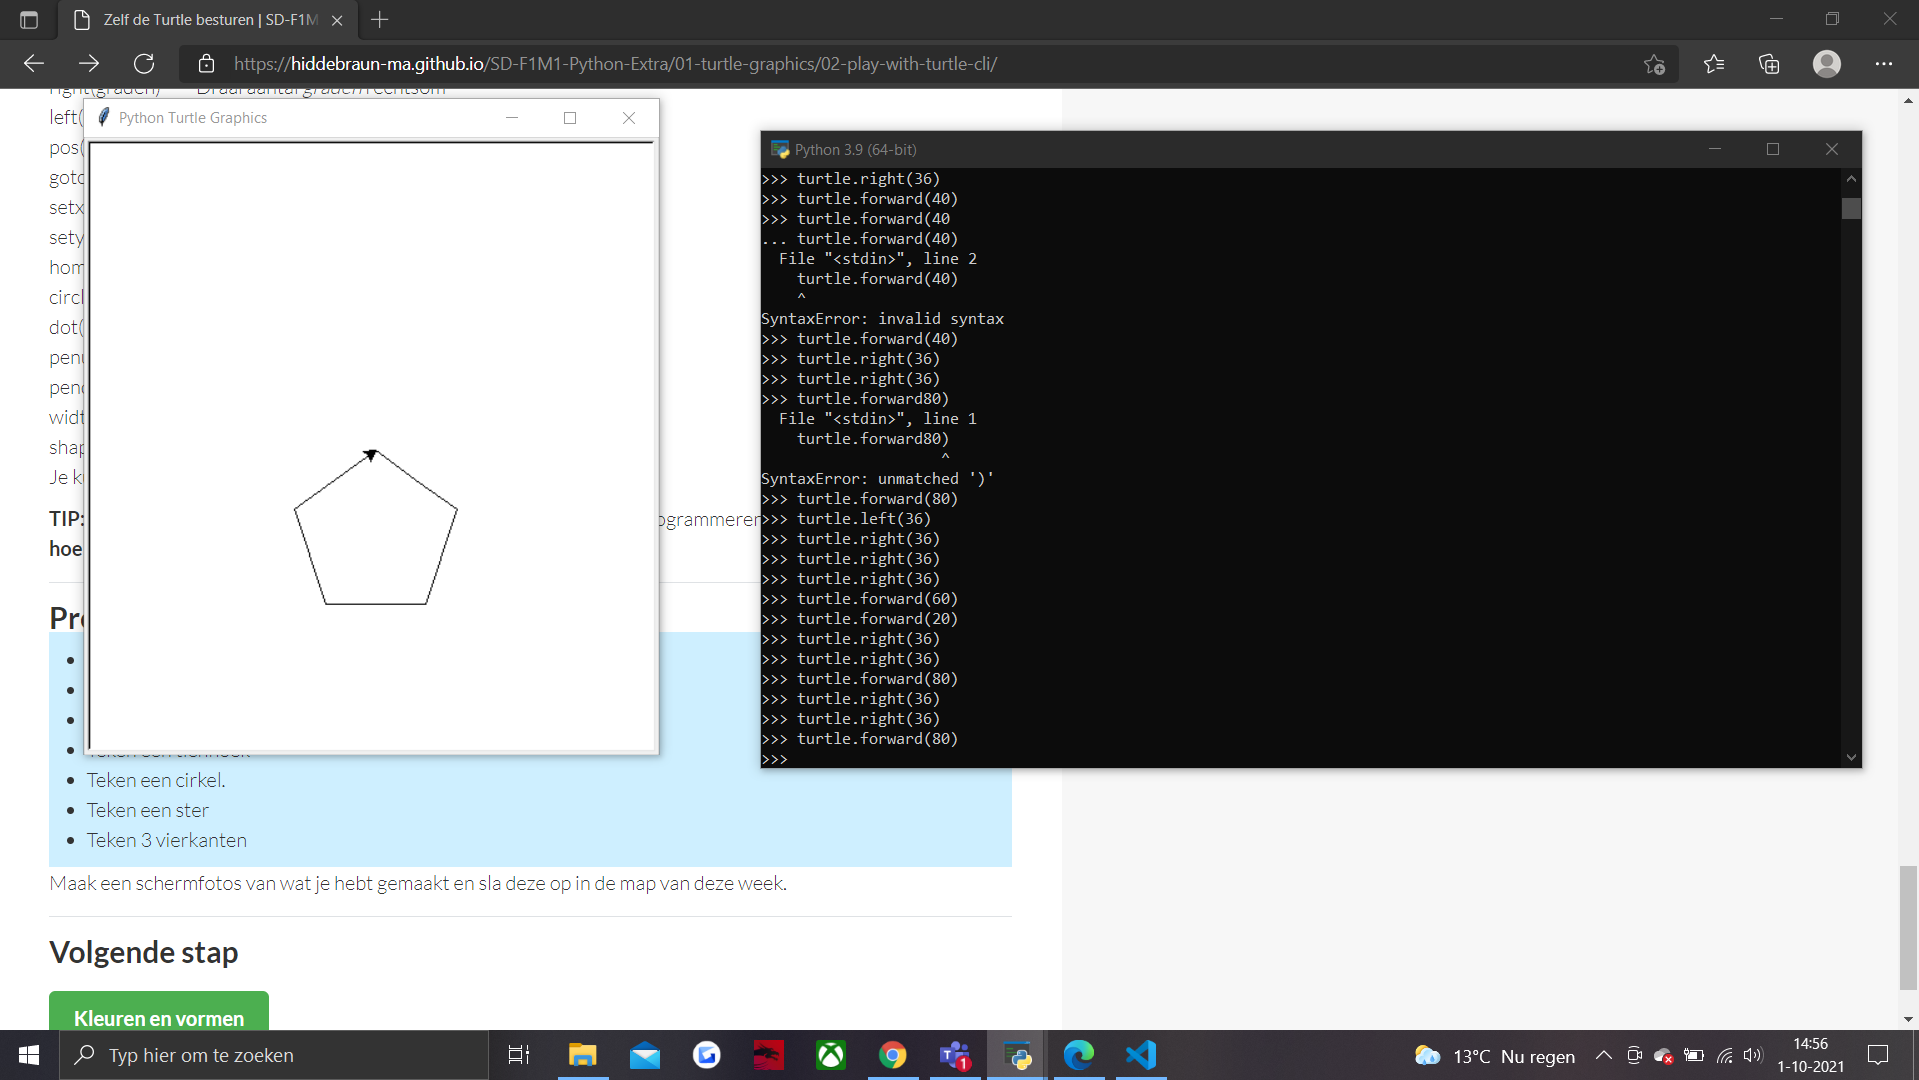 Zelf de Turtle besturen | SD-F1M
https://hiddebraun-ma.github.io/SD-F1M1-Python-Extra/01-turtle-graphics/02-play-with-turtle-cli/
right(graden) Draai aantal graden rechtsom
left(
pos(
goto
setx
sety
hom
circl
dot(
pen
widt
shap
Je k
TIP:
ogrammeren
hoe
Pr
Python Turtle Graphics
Python 3.9 (64-bit)
>>> turtle.right(36)
>>> turtle.forward(40)
>>> turtle.forward(40
... turtle.forward(40)
File "<stdin>", line 2
turtle.forward(40)
^
SyntaxError: invalid syntax
>>> turtle.forward(40)
>>> turtle.right(36)
>>> turtle.right(36)
>>> turtle.forward80)
File "<stdin>", line 1
turtle.forward80)
^
SyntaxError: unmatched ')'
>>> turtle.forward(80)
>>> turtle.left(36)
>>> turtle.right(36)
>>> turtle.right(36)
>>> turtle.right(36)
>>> turtle.forward(60)
>>> turtle.forward(20)
>>> turtle.right(36)
>>> turtle.right(36)
>>> turtle.forward(80)
>>> turtle.right(36)
>>> turtle.right(36)
>>> turtle.forward(80)
>>>
Teken een cirkel.
Teken een ster
Teken 3 vierkanten
Maak een schermfotos van wat je hebt gemaakt en sla deze op in de map van deze week.
Volgende stap
Kleuren en vormen
Typ hier om te zoeken
1
13°C Nu regen
14:56
1-10-2021